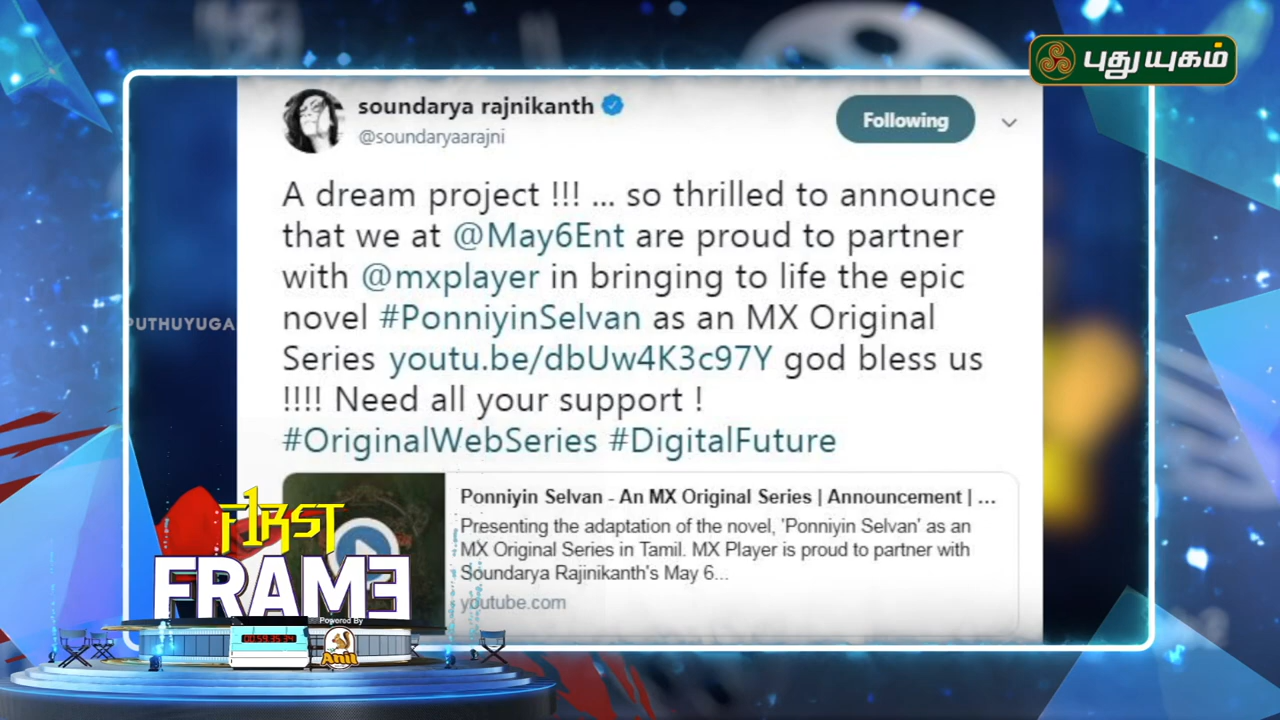 புதுயுகம்
soundarya rajnikanth
@soundaryaarajni
Following
A dream project !!! ... so thrilled to announce
that we at @May6Ent are proud to partner
with @mxplayer in bringing to life the epic
novel #PonniyinSelvan as an MX Original
Series youtu.be/dbUw4K3c97Y god bless us
!!!! Need all your support !
#OriginalWebSeries #DigitalFuture
PUTHUYUGA
Ponniyin Selvan - An MX Original Series | Announcement | ...
Presenting the adaptation of the novel, 'Ponniyin Selvan' as an
MX Original Series in Tamil. MX Player is proud to partner with
Soundarya Rajinikanth's May 6...
youtube.com
F1RST
FRAME
Powered By
Anil